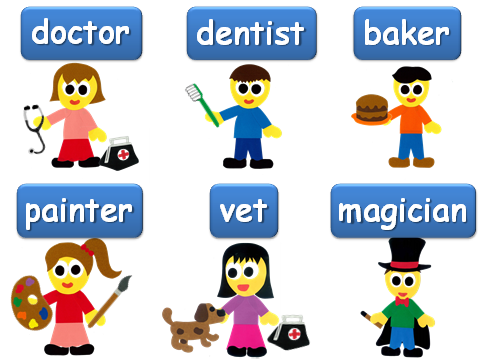 doctor
dentist
baker
painter
vet
magician